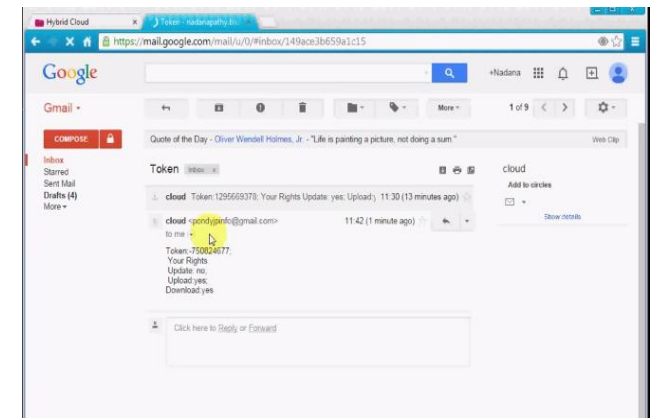 Hybrid Cloud x
Token - nadanapathy.
https://mail.google.com/mail/u/0/#inbox/149ace3b659a1c15
Google
+Nadana
Gmail
More
1 of 9
COMPOSE
Quote of the Day - Oliver Wendell Holmes, Jr. - "Life is painting a picture, not doing a sum."
Web Clip
Inbox
Starred
Sent Mail
Drafts (4)
More
Token Inbox x
cloud
Add to circles
Show details
cloud Token:1295669378; Your Rights Update: yes; Upload:y 11:30 (13 minutes ago)
cloud <pondyjpinfo@gmail.com> 11:42 (1 minute ago)
to me
Token:-750824677;
Your Rights
Update: no;
Upload:yes;
Download:yes
Click here to Reply or Forward